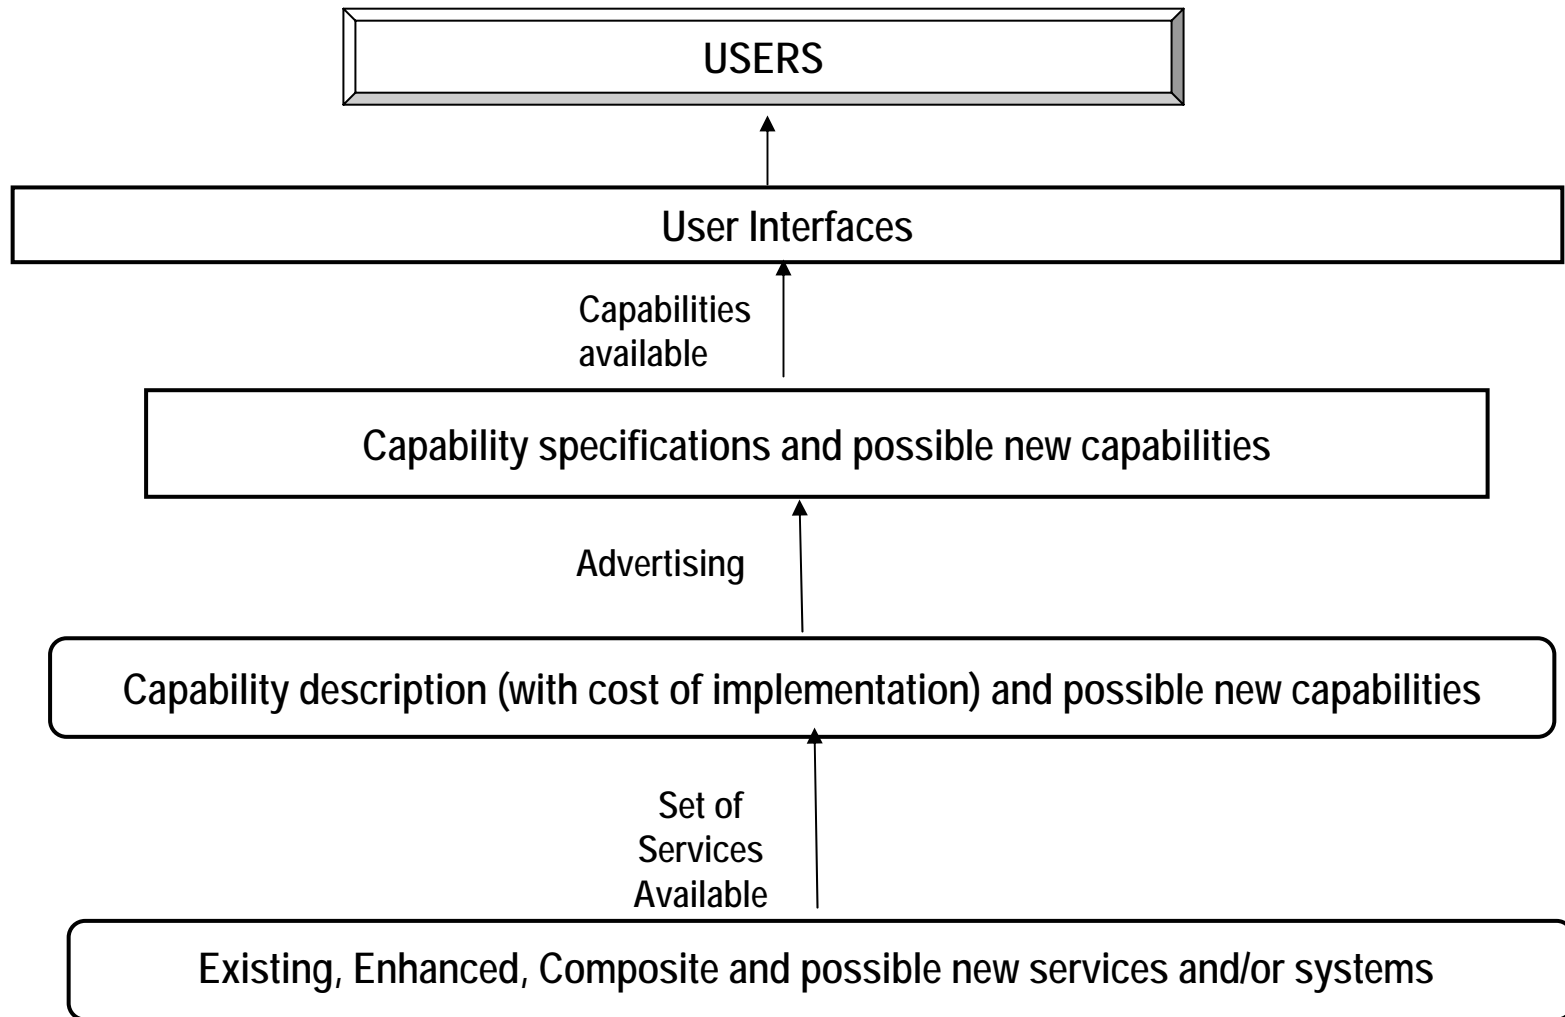 USERS
User Interfaces
Capabilities
available
Capability specifications and possible new capabilities
Advertising
Capability description (with cost of implementation) and possible new capabilities
Set of
Services
Available
Existing, Enhanced, Composite and possible new services and/or systems